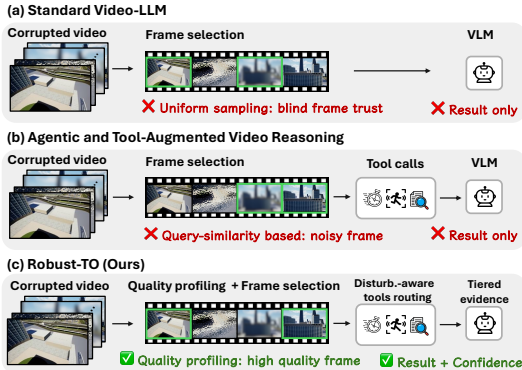 (a) Standard Video-LLM
Corrupted video
Frame selection
VLM
Uniform sampling: blind frame trust
Result only
(b) Agentic and Tool-Augmented Video Reasoning
Corrupted video
Frame selection
Tool calls
VLM
Query-similarity based: noisy frame
Result only
(c) Robust-TO (Ours)
Corrupted video
Quality profiling + Frame selection
Disturb.-aware
tools routing
Tiered
evidence
Quality profiling: high quality frame
Result + Confidence